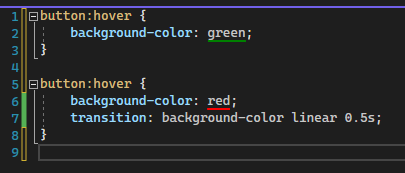 1 button:hover {
2 background-color: green;
3 }
4
5 button:hover {
6 background-color: red;
7 transition: background-color linear 0.5s;
8 }
9